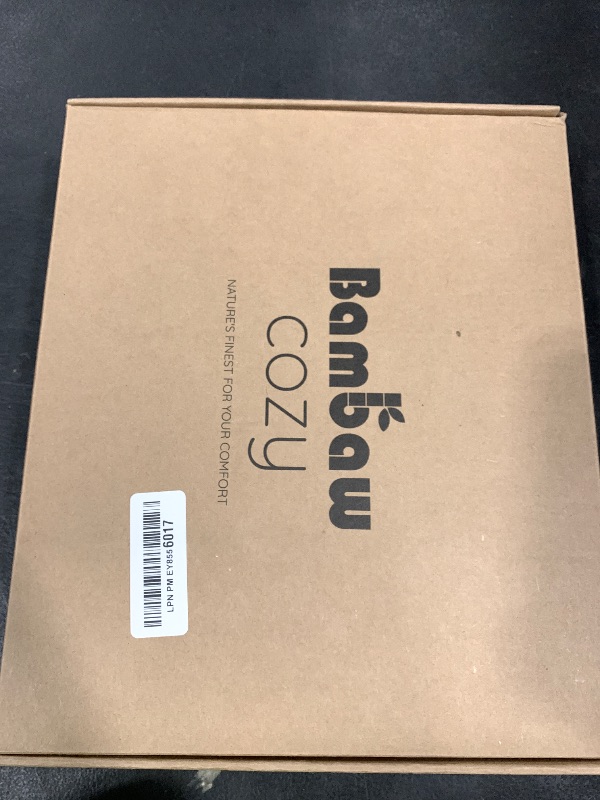 Bambaw
cozy
NATURE'S FINEST FOR YOUR COMFORT
LPN PM EY855 6017